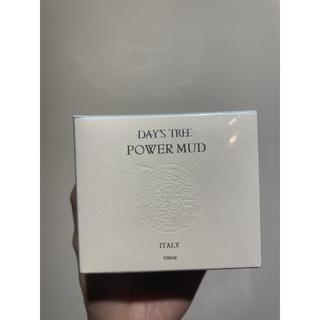 DAY'S TREE
POWER MUD
ITALY
100ml